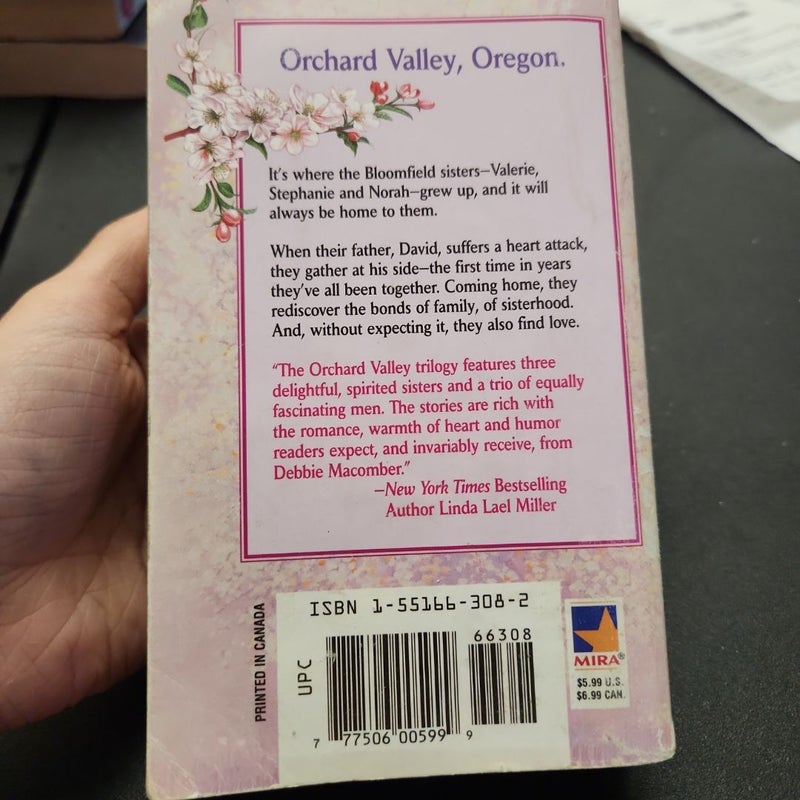 Orchard Valley, Oregon.
It's where the Bloomfield sisters—Valerie,
Stephanie and Norah—grew up, and it will
always be home to them.
When their father, David, suffers a heart attack,
they gather at his side—the first time in years
they've all been together. Coming home, they
rediscover the bonds of family, of sisterhood.
And, without expecting it, they also find love.
"The Orchard Valley trilogy features three
delightful, spirited sisters and a trio of equally
fascinating men. The stories are rich with
the romance, warmth of heart and humor
readers expect, and invariably receive, from
Debbie Macomber."
—New York Times Bestselling
Author Linda Lael Miller
PRINTED IN CANADA
ISBN 1-55166-308-2
UPC
66308
7 77506 00599 9
MIRA®
$5.99 U.S.
$6.99 CAN.